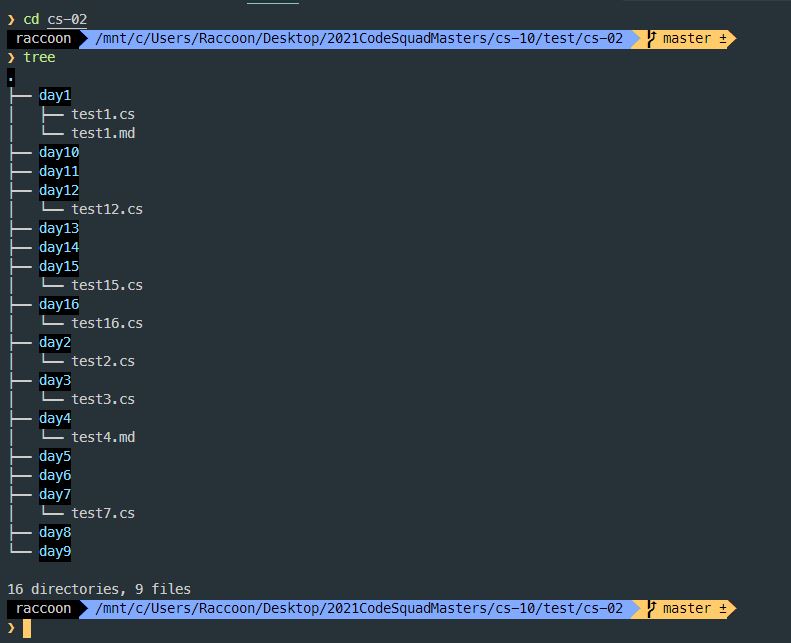 ❯ cd cs-02
raccoon /mnt/c/Users/Raccoon/Desktop/2021CodeSquadMasters/cs-10/test/cs-02 master ±
❯ tree
.
├── day1
│   ├── test1.cs
│   └── test1.md
├── day10
├── day11
├── day12
│   └── test12.cs
├── day13
├── day14
├── day15
│   └── test15.cs
├── day16
│   └── test16.cs
├── day2
│   └── test2.cs
├── day3
│   └── test3.cs
├── day4
│   └── test4.md
├── day5
├── day6
├── day7
│   └── test7.cs
├── day8
└── day9
16 directories, 9 files
raccoon /mnt/c/Users/Raccoon/Desktop/2021CodeSquadMasters/cs-10/test/cs-02 master ±
❯